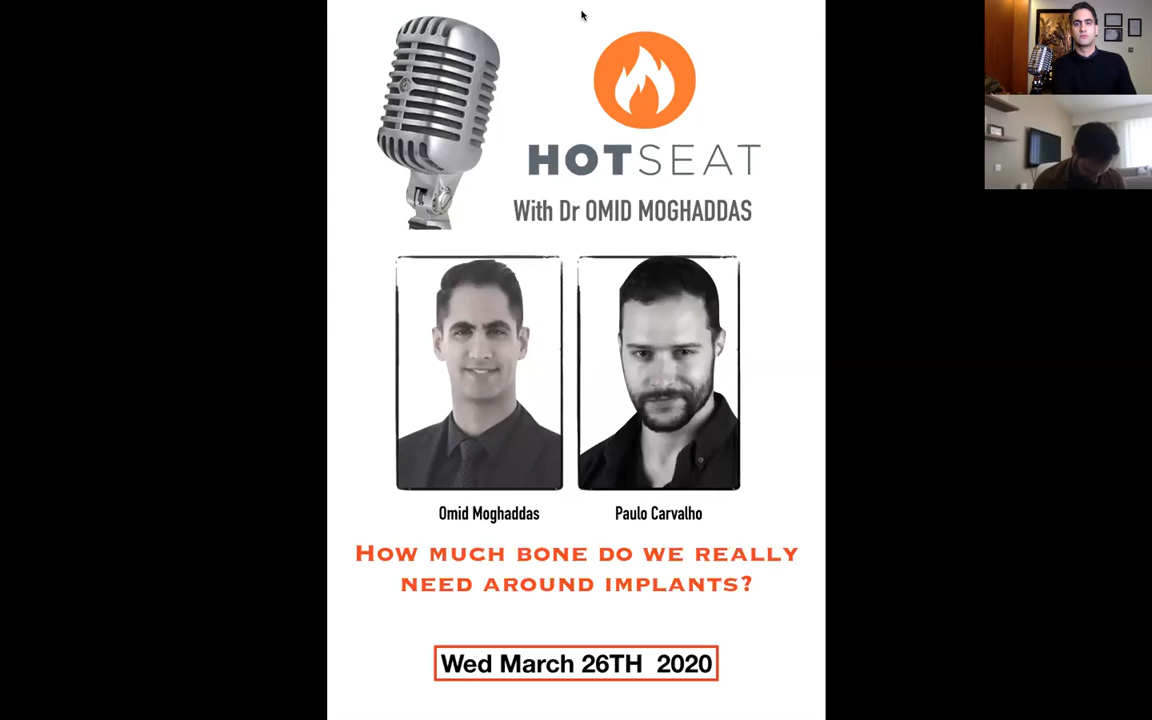 HOTSEAT
With Dr OMID MOGHADDAS
Omid Moghaddas
Paulo Carvalho
HOW MUCH BONE DO WE REALLY
NEED AROUND IMPLANTS?
Wed March 26TH 2020